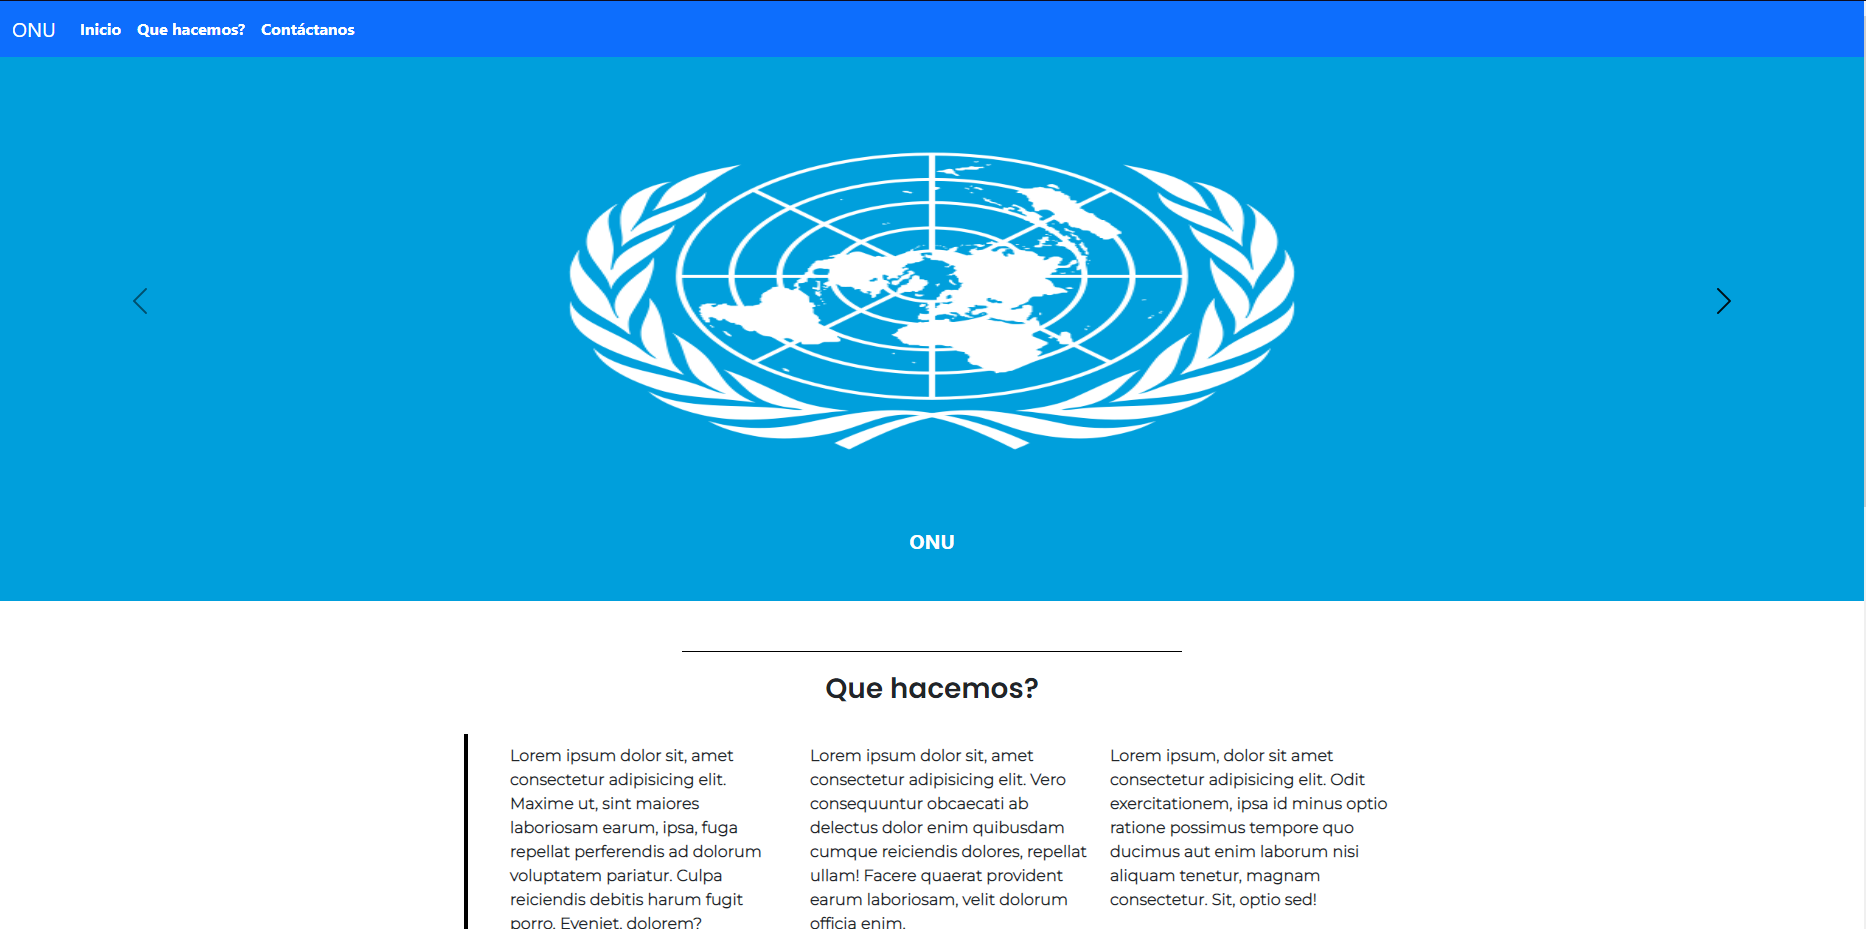 ONU Inicio Que hacemos? Contáctanos
ONU
Que hacemos?
Lorem ipsum dolor sit, amet
consectetur adipisicing elit.
Maxime ut, sint maiores
laboriosam earum, ipsa, fuga
repellat perferendis ad dolorum
voluptatem pariatur. Culpa
reiciendis debitis harum fugit
porro. Eveniet, dolorem?
Lorem ipsum dolor sit, amet
consectetur adipisicing elit. Vero
consequuntur obcaecati ab
delectus dolor enim quibusdam
cumque reiciendis dolores, repellat
ullam! Facere quaerat provident
earum laboriosam, velit dolorum
officia enim.
Lorem ipsum, dolor sit amet
consectetur adipisicing elit. Odit
exercitationem, ipsa id minus optio
ratione possimus tempore quo
ducimus aut enim laborum nisi
aliquam tenetur, magnam
consectetur. Sit, optio sed!